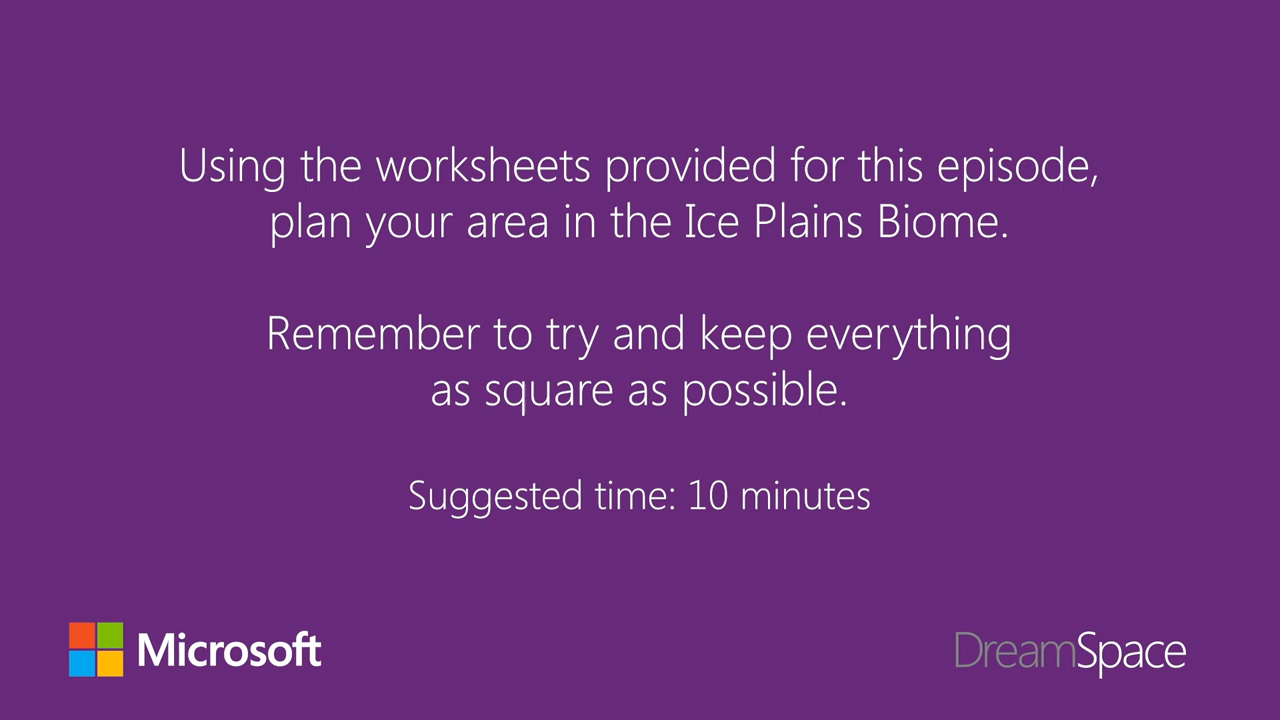 Using the worksheets provided for this episode,
plan your area in the Ice Plains Biome.
Remember to try and keep everything
as square as possible.
Suggested time: 10 minutes
Microsoft
DreamSpace